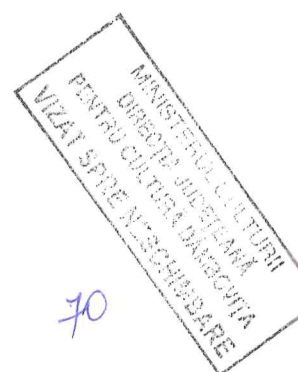 MINISTERUL CULTURII
DIRECȚIA JUDEȚEANĂ
PENTRU CULTURĂ DÂMBOVIȚA
VIZAT SPRE NESCHIMBARE
70